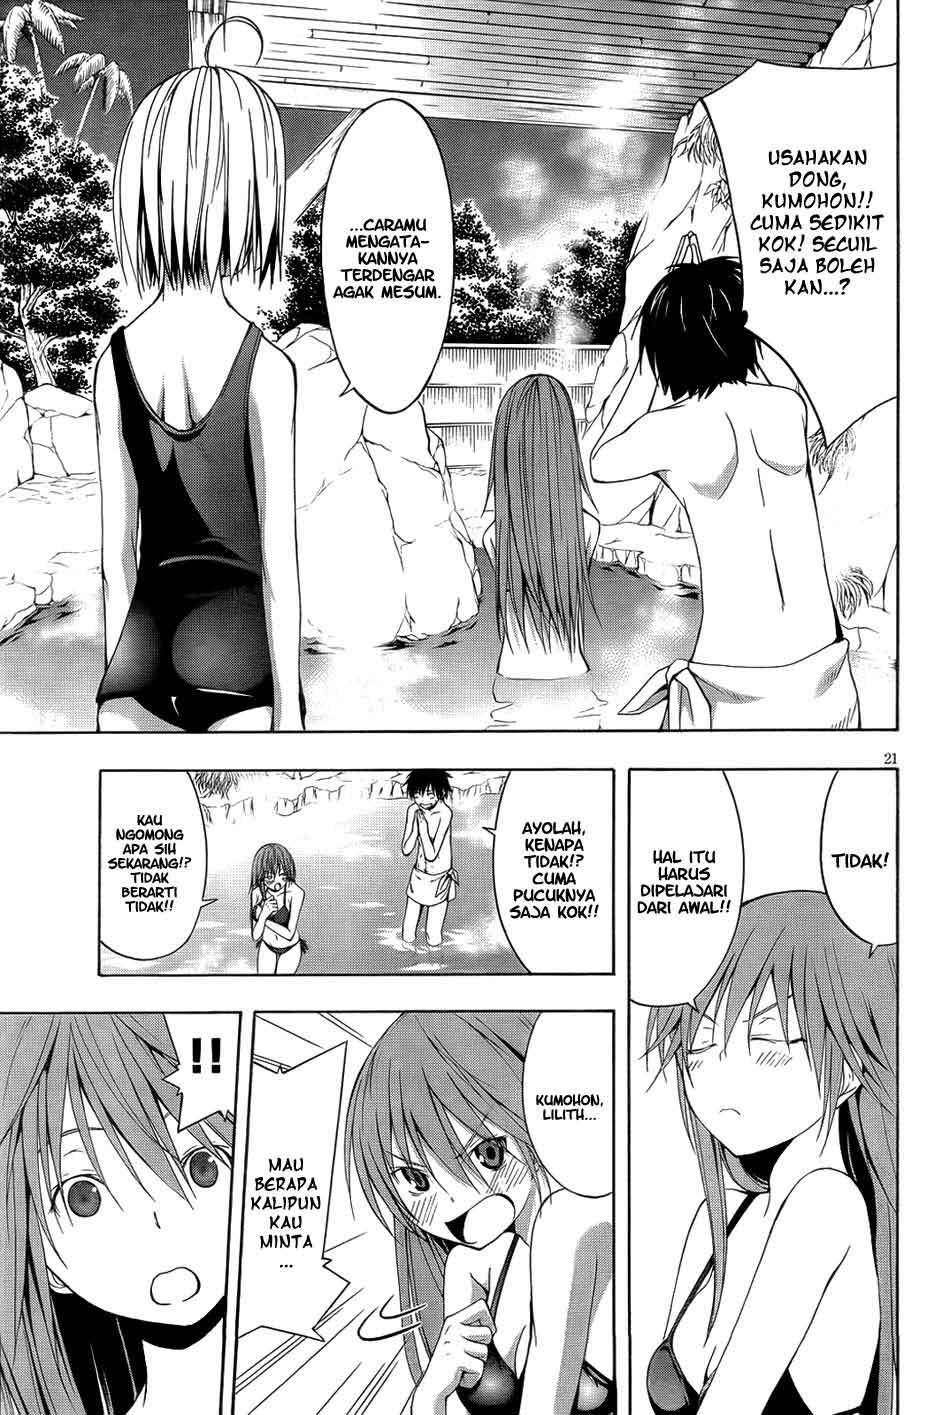 USAHAKAN
DONG,
KUMOHON!!
CUMA SEDIKIT
KOK! SECUIL
SAJA BOLEH
KAN...?
...CARAMU
MENGATA-
KANNYA
TERDENGAR
AGAK MESUM.
21
TIDAK!
HAL ITU
HARUS
DIPELAJARI
DARI AWAL!!
AYOLAH,
KENAPA
TIDAK!?
CUMA
PUCUKNYA
SAJA KOK!!
KAU
NGOMONG
APA SIH
SEKARANG!?
TIDAK
BERARTI
TIDAK!!
KUMOHON,
LILITH...
MAU
BERAPA
KALIPUN
KAU
MINTA
...
!!